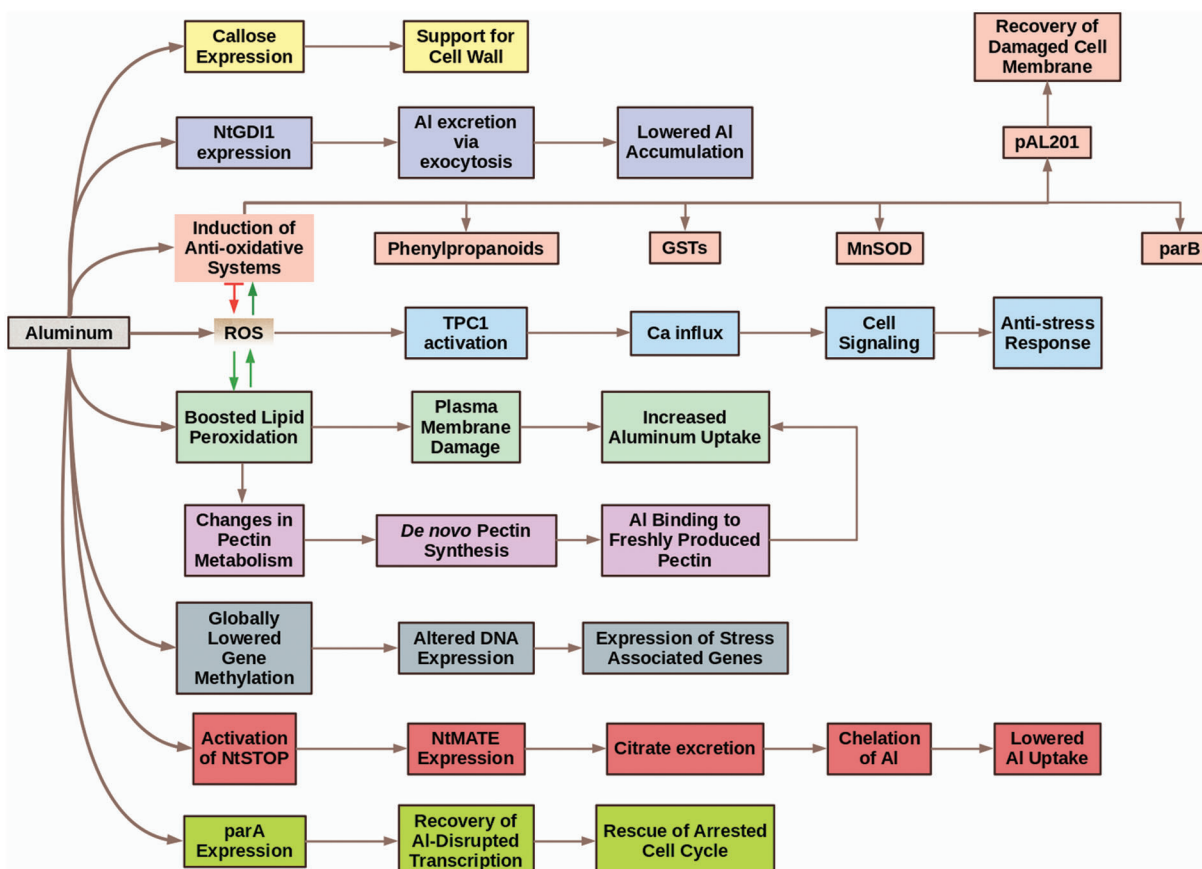 Callose
Expression
Support for
Cell Wall
Recovery of
Damaged Cell
Membrane
NtGDI1
expression
Al excretion
via
exocytosis
Lowered Al
Accumulation
pAL201
Induction of
Anti-oxidative
Systems
Phenylpropanoids
GSTs
MnSOD
parB
Aluminum
ROS
TPC1
activation
Ca influx
Cell
Signaling
Anti-stress
Response
Boosted Lipid
Peroxidation
Plasma
Membrane
Damage
Increased
Aluminum Uptake
Changes in
Pectin
Metabolism
De novo Pectin
Synthesis
Al Binding to
Freshly Produced
Pectin
Globally
Lowered
Gene
Methylation
Altered DNA
Expression
Expression of Stress
Associated Genes
Activation
of NtSTOP
NtMATE
Expression
Citrate excretion
Chelation
of Al
Lowered
Al Uptake
parA
Expression
Recovery of
Al-Disrupted
Transcription
Rescue of Arrested
Cell Cycle